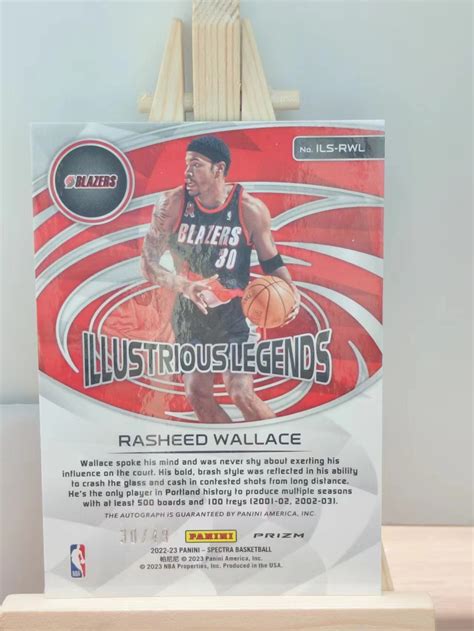 No. ILS-RWL
BLAZERS
BLAZERS
30
ILLUSTRIOUS LEGENDS
RASHEED WALLACE
Wallace spoke his mind and was never shy about exerting his
influence on the court. His bold, brash style was reflected in his ability
to crash the glass and cash in contested shots from long distance.
He's the only player in Portland history to produce multiple seasons
with at least 500 boards and 100 treys (2001-02, 2002-03).
THE AUTOGRAPH IS GUARANTEED BY PANINI AMERICA, INC.
PANINI
PRIZM
2022-23 PANINI - SPECTRA BASKETBALL
帕尼尼 © 2023 Panini America, Inc.
© 2023 NBA Properties, Inc. Produced in the USA.
NBA